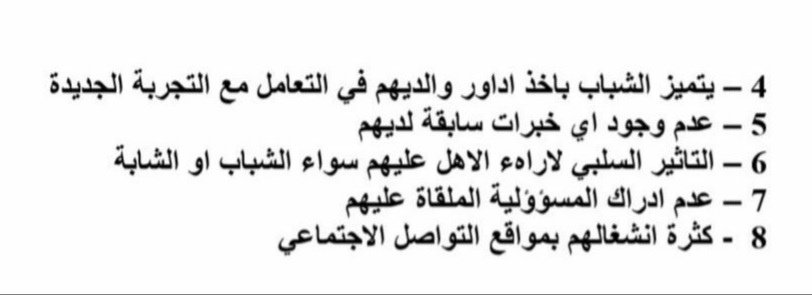 4 – يتميز الشباب باخذ اداور والديهم في التعامل مع التجربة الجديدة
5 – عدم وجود اي خبرات سابقة لديهم
6 – التاثير السلبي لاراهء الاهل عليهم سواء الشباب او الشابة
7 – عدم ادراك المسؤؤلية الملقاة عليهم
8 - كثرة انشغالهم بمواقع التواصل الاجتماعي